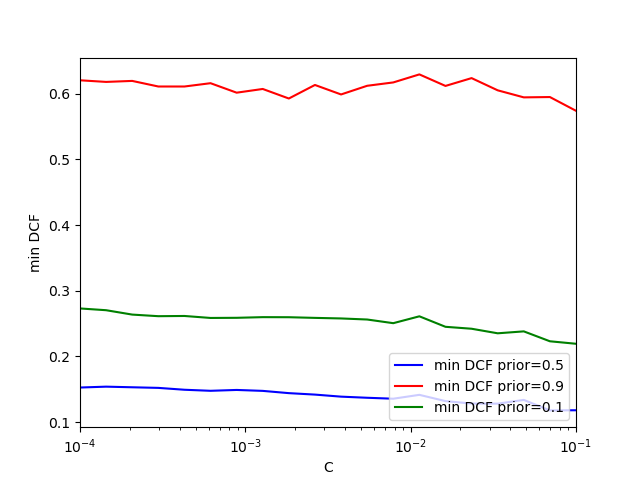 0.6
0.5
0.4
0.3
0.2
0.1
min DCF
min DCF prior=0.5
min DCF prior=0.9
min DCF prior=0.1
10⁻⁴
10⁻³
10⁻²
10⁻¹
C